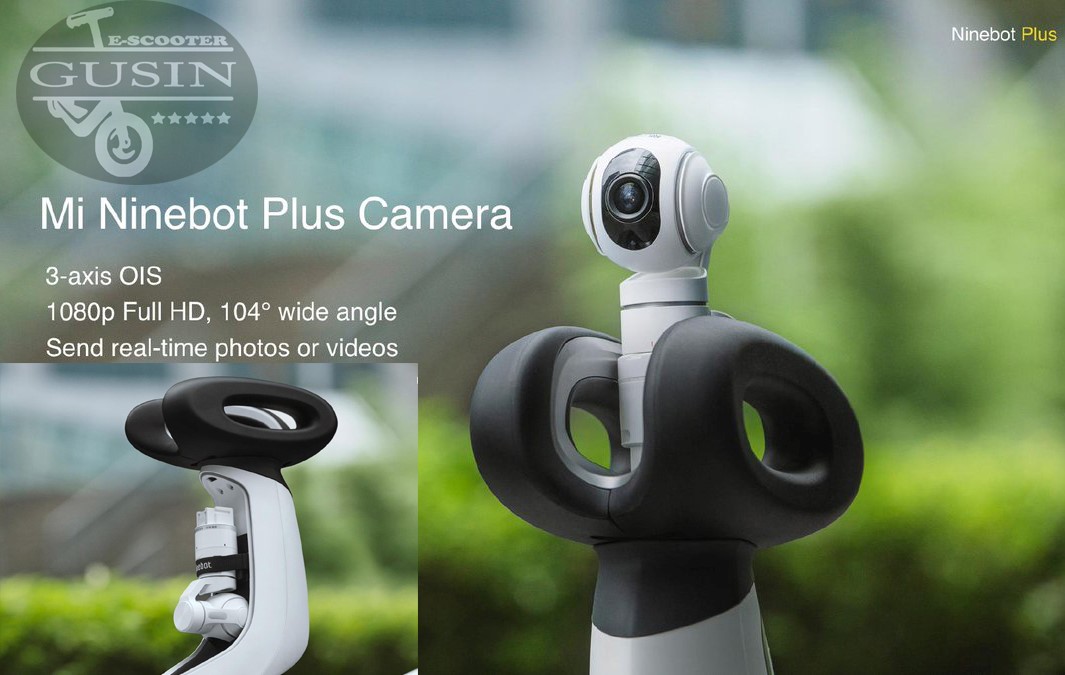 E-SCOOTER
GUSIN
Ninebot Plus
Mi Ninebot Plus Camera
3-axis OIS
1080p Full HD, 104° wide angle
Send real-time photos or videos